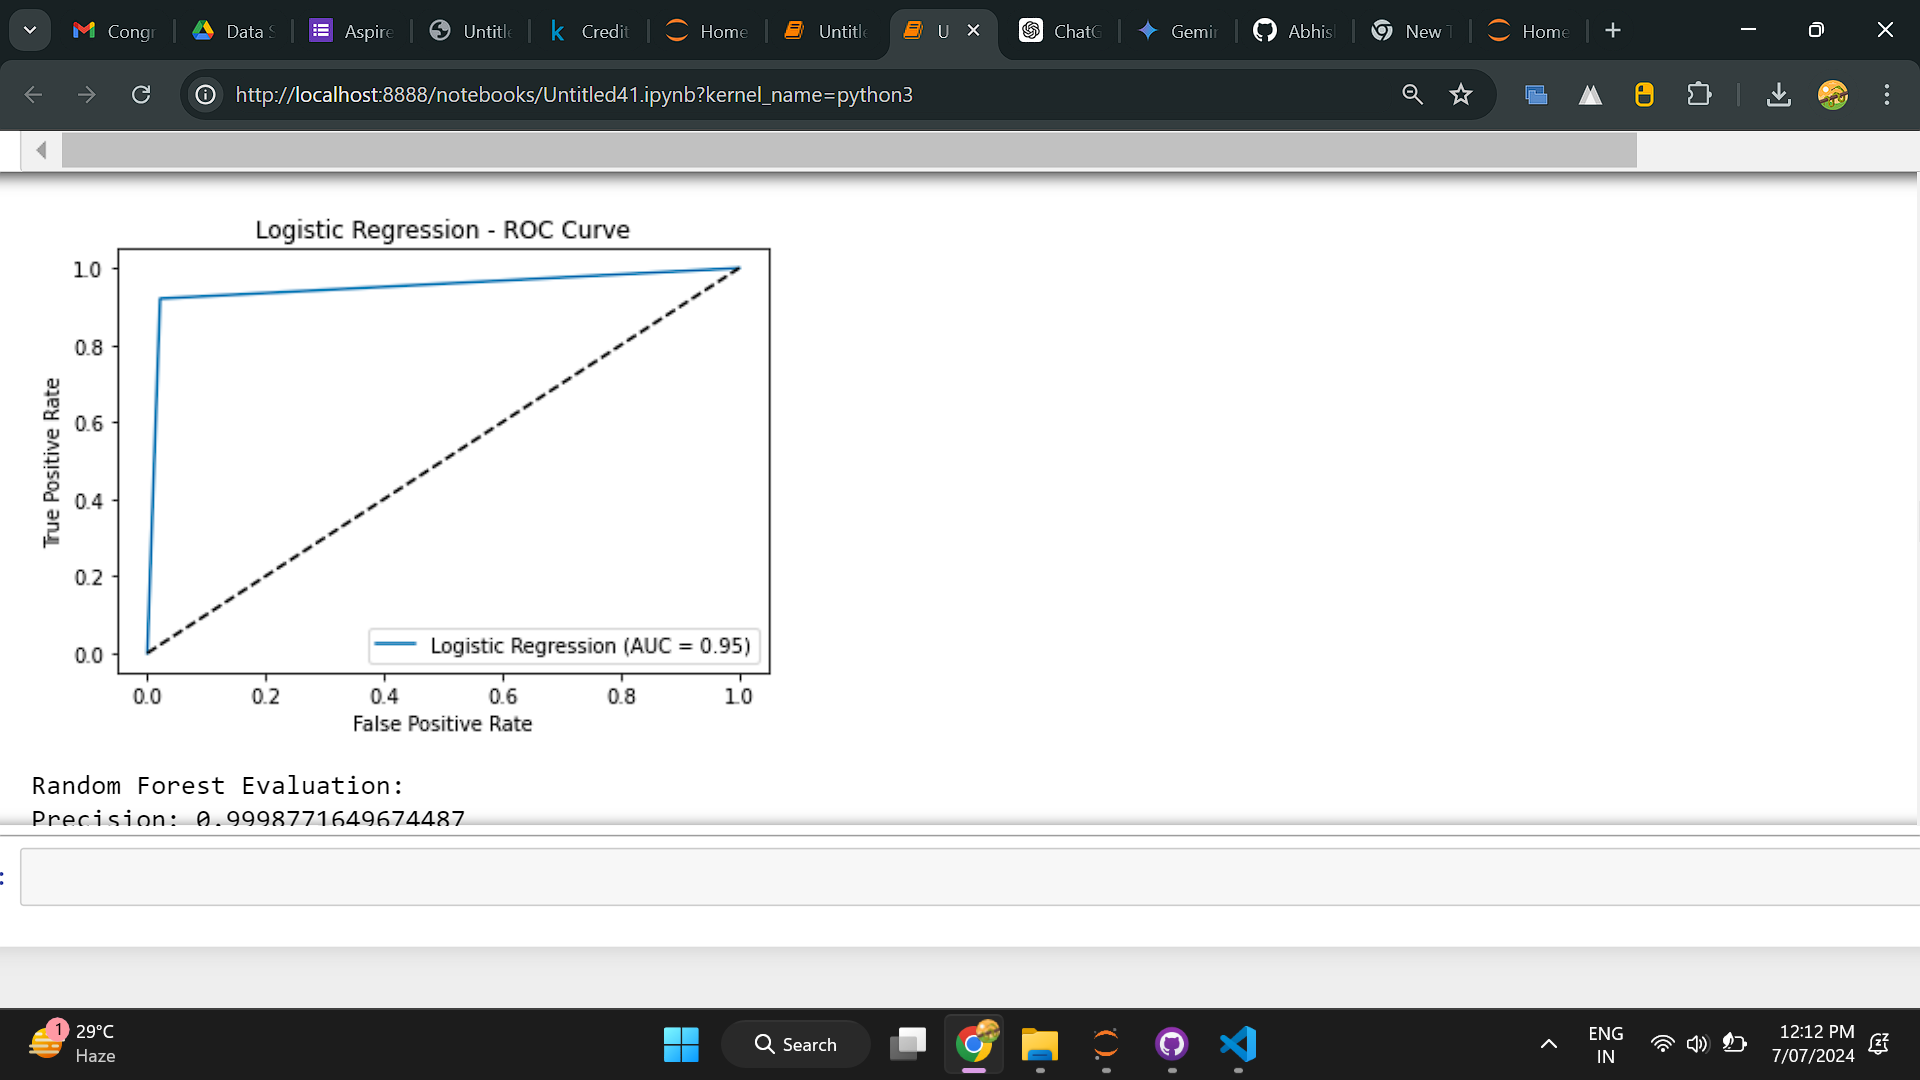 Congr
Data S
Aspire
Untitle
Credit
Home
Untitle
U
ChatG
Gemin
Abhish
New T
Home
http://localhost:8888/notebooks/Untitled41.ipynb?kernel_name=python3
Logistic Regression - ROC Curve
1.0
0.8
0.6
0.4
0.2
0.0
True Positive Rate
Logistic Regression (AUC = 0.95)
0.0 0.2 0.4 0.6 0.8 1.0
False Positive Rate
Random Forest Evaluation:
Precision: 0.9998771649674487
:
1
29°C
Haze
Search
ENG
IN
12:12 PM
7/07/2024